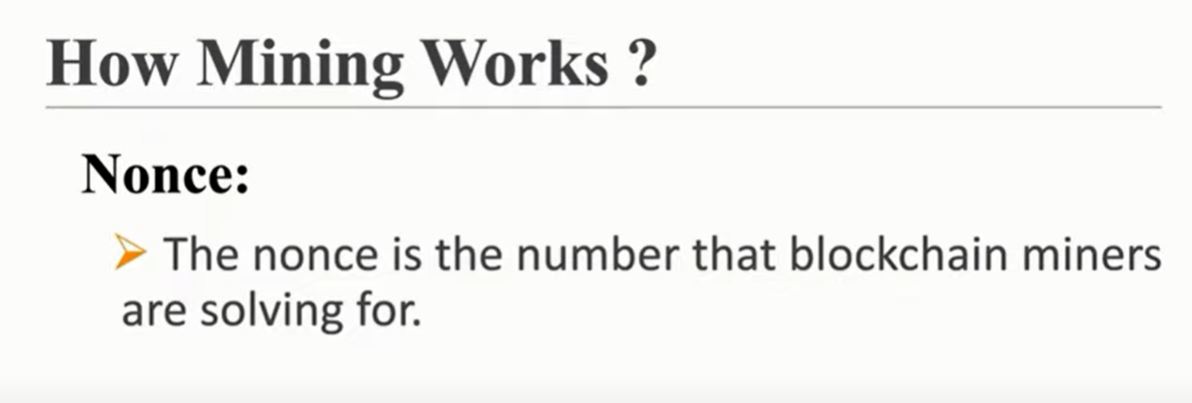 How Mining Works ?
Nonce:
The nonce is the number that blockchain miners
are solving for.